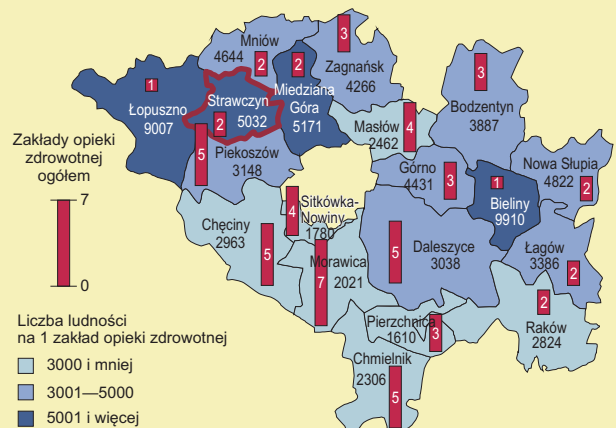 Mniów
4644
2
3
Zagnańsk
4266
1
Łopuszno
9007
Strawczyn
5032
2
2
Miedziana
Góra
5171
3
Bodzentyn
3887
Masłów
2462
4
5
Piekoszów
3148
Górno
4431
3
1
Bieliny
9910
Nowa Słupia
4822
2
Zakłady opieki
zdrowotnej
ogółem
7
0
Chęciny
2963
5
4
Sitkówka-
Nowiny
1780
Morawica
2021
7
5
Daleszyce
3038
Łagów
3386
2
2
Raków
2824
Pierzchnica
1610
3
Chmielnik
2306
5
Liczba ludności
na 1 zakład opieki zdrowotnej
3000 i mniej
3001—5000
5001 i więcej